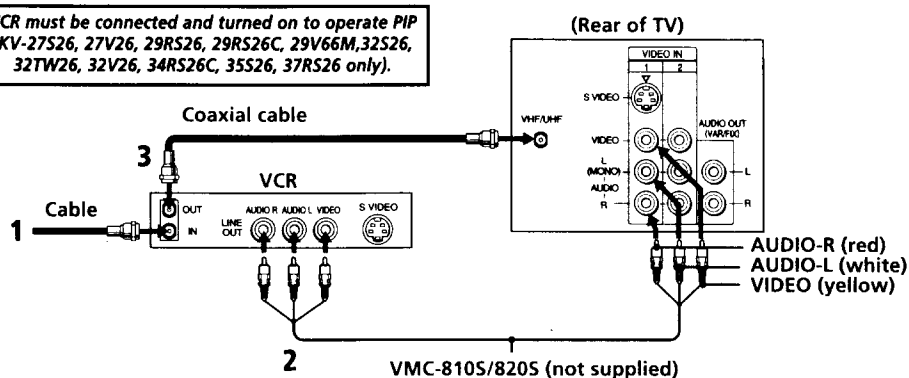 CR must be connected and turned on to operate PIP
KV-27S26, 27V26, 29RS26, 29RS26C, 29V66M,32S26,
32TW26, 32V26, 34RS26C, 35S26, 37RS26 only).
(Rear of TV)
VIDEO IN
1 2
S VIDEO
Coaxial cable
VHF/UHF
AUDIO OUT
(VAR/FIX)
VIDEO
3
L
(MONO)
AUDIO
R
L
R
VCR
OUT
IN
LINE
OUT
AUDIO R AUDIO L VIDEO
S VIDEO
1
Cable
AUDIO-R (red)
AUDIO-L (white)
VIDEO (yellow)
2
VMC-810S/820S (not supplied)